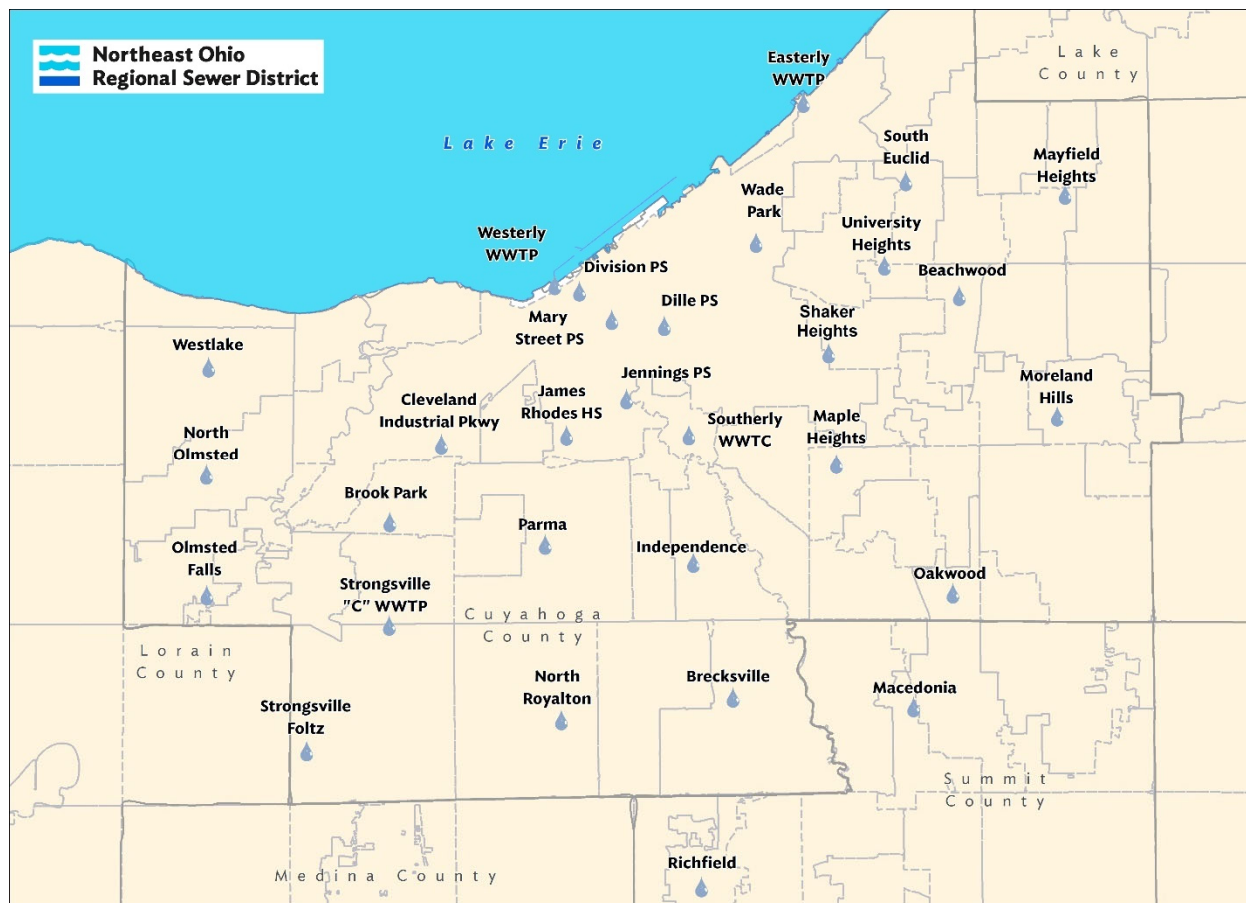 Northeast Ohio
Regional Sewer District
Lake Erie
Easterly
WWTP
Lake
County
South
Euclid
Mayfield
Heights
Wade
Park
University
Heights
Beachwood
Westerly
WWTP
Division PS
Mary
Street PS
Dille PS
Shaker
Heights
Westlake
Jennings PS
Moreland
Hills
Cleveland
Industrial Pkwy
James
Rhodes HS
Southerly
WWTC
Maple
Heights
North
Olmsted
Brook Park
Parma
Independence
Olmsted
Falls
Strongsville
"C" WWTP
Oakwood
Cuyahoga
County
Lorain
County
North
Royalton
Brecksville
Macedonia
Strongsville
Foltz
Summit
County
Richfield
Medina County